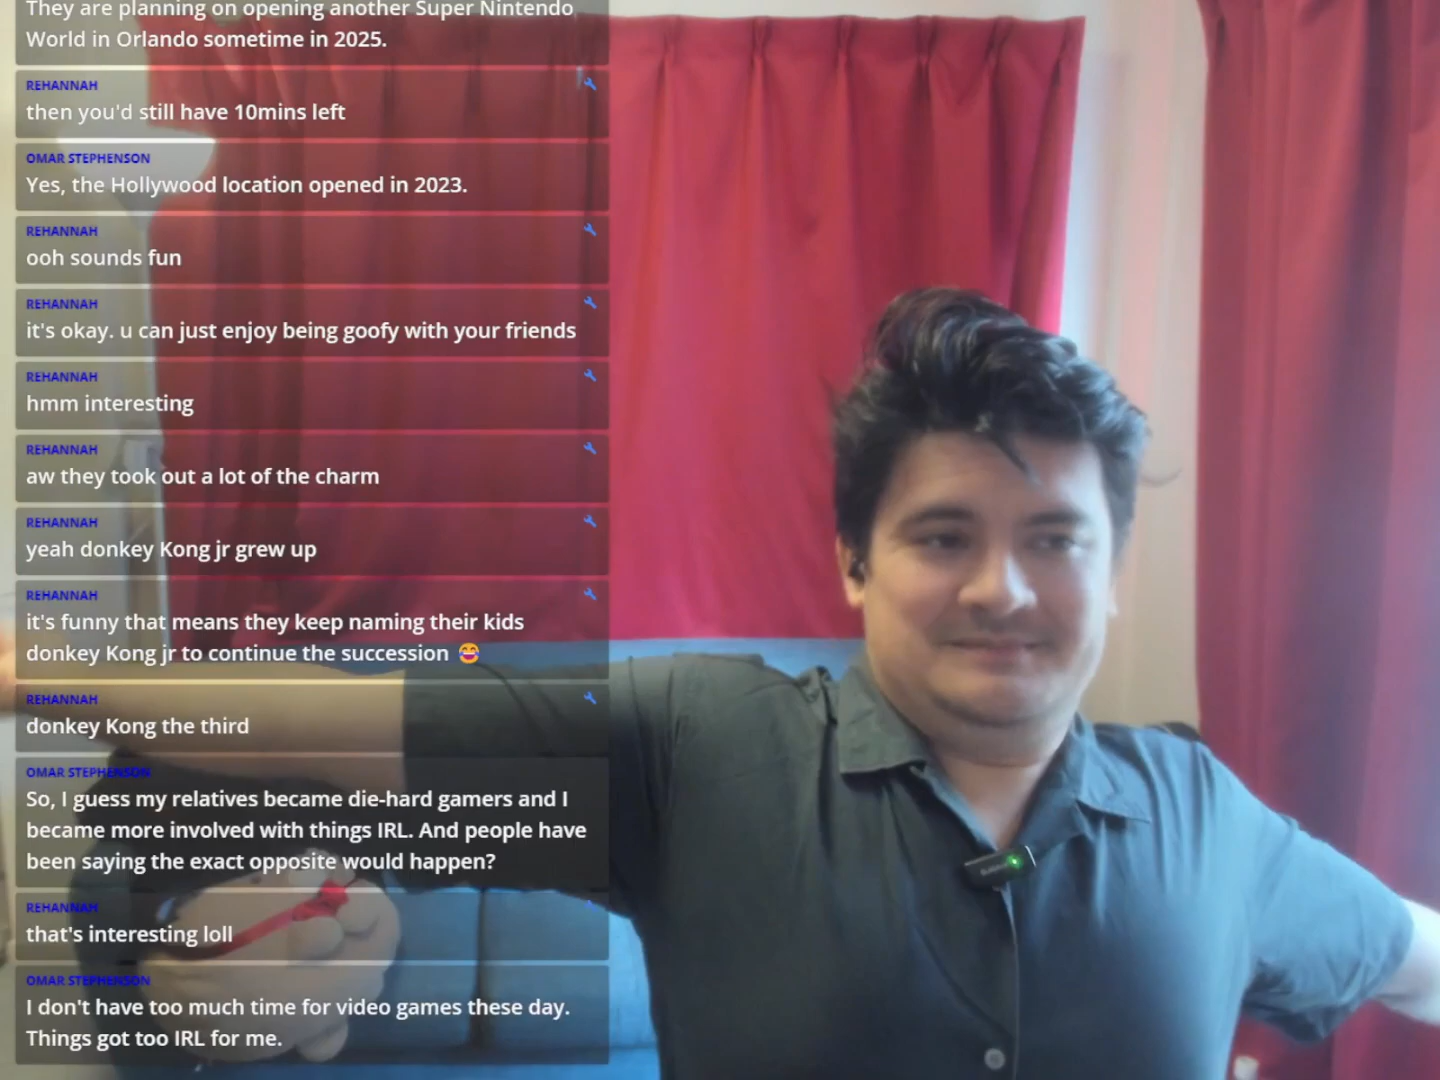 They are planning on opening another Super Nintendo
World in Orlando sometime in 2025.
REHANNAH
then you'd still have 10mins left
OMAR STEPHENSON
Yes, the Hollywood location opened in 2023.
REHANNAH
ooh sounds fun
REHANNAH
it's okay. u can just enjoy being goofy with your friends
REHANNAH
hmm interesting
REHANNAH
aw they took out a lot of the charm
REHANNAH
yeah donkey Kong jr grew up
REHANNAH
it's funny that means they keep naming their kids
donkey Kong jr to continue the succession 😂
REHANNAH
donkey Kong the third
OMAR STEPHENSON
So, I guess my relatives became die-hard gamers and I
became more involved with things IRL. And people have
been saying the exact opposite would happen?
REHANNAH
that's interesting loll
OMAR STEPHENSON
I don't have too much time for video games these day.
Things got too IRL for me.